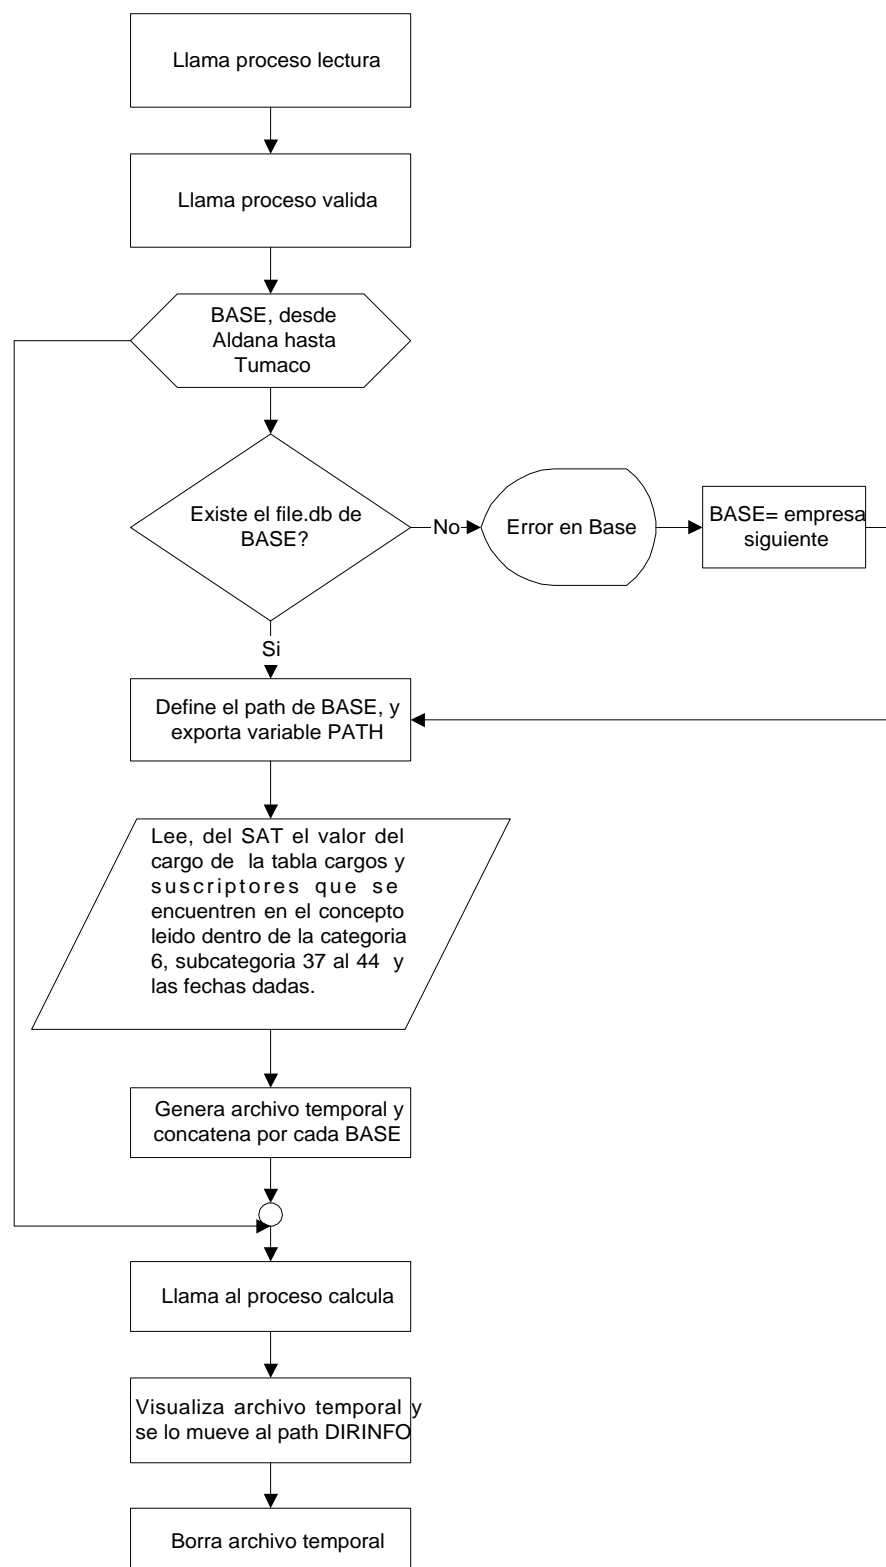 Llama proceso lectura
Llama proceso valida
BASE, desde
Aldana hasta
Tumaco
Existe el file.db de
BASE?
No
Error en Base
BASE= empresa
siguiente
Si
Define el path de BASE, y
exporta variable PATH
Lee, del SAT el valor del
cargo de la tabla cargos y
suscriptores que se
encuentren en el concepto
leido dentro de la categoria
6, subcategoria 37 al 44 y
las fechas dadas.
Genera archivo temporal y
concatena por cada BASE
Llama al proceso calcula
Visualiza archivo temporal y
se lo mueve al path DIRINFO
Borra archivo temporal